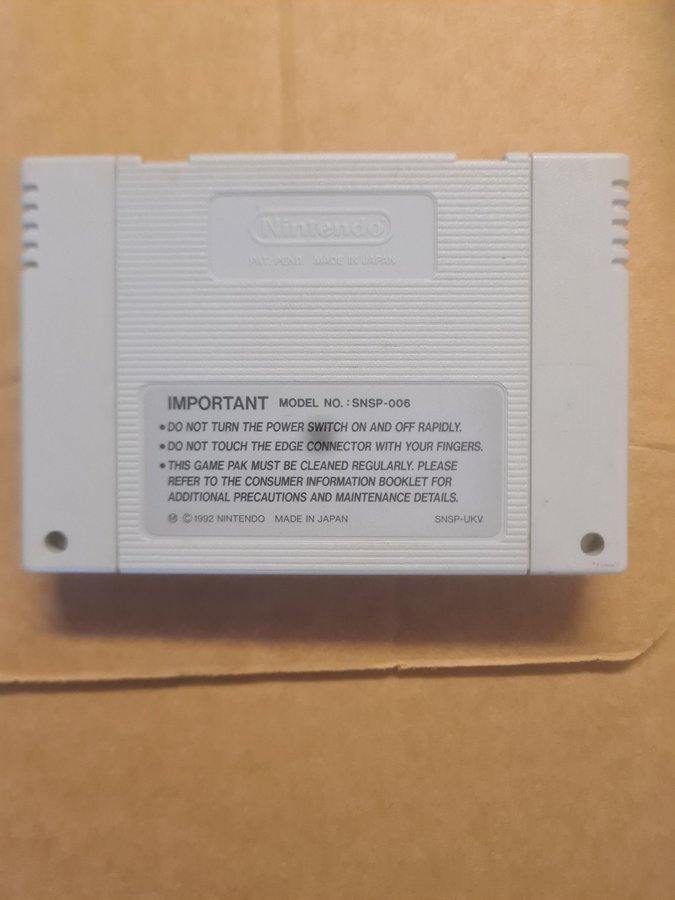 Nintendo
PAT. PEND. MADE IN JAPAN
IMPORTANT MODEL NO. : SNSP-006
• DO NOT TURN THE POWER SWITCH ON AND OFF RAPIDLY.
• DO NOT TOUCH THE EDGE CONNECTOR WITH YOUR FINGERS.
• THIS GAME PAK MUST BE CLEANED REGULARLY. PLEASE
REFER TO THE CONSUMER INFORMATION BOOKLET FOR
ADDITIONAL PRECAUTIONS AND MAINTENANCE DETAILS.
Ⓜ © 1992 NINTENDO MADE IN JAPAN SNSP-UKV